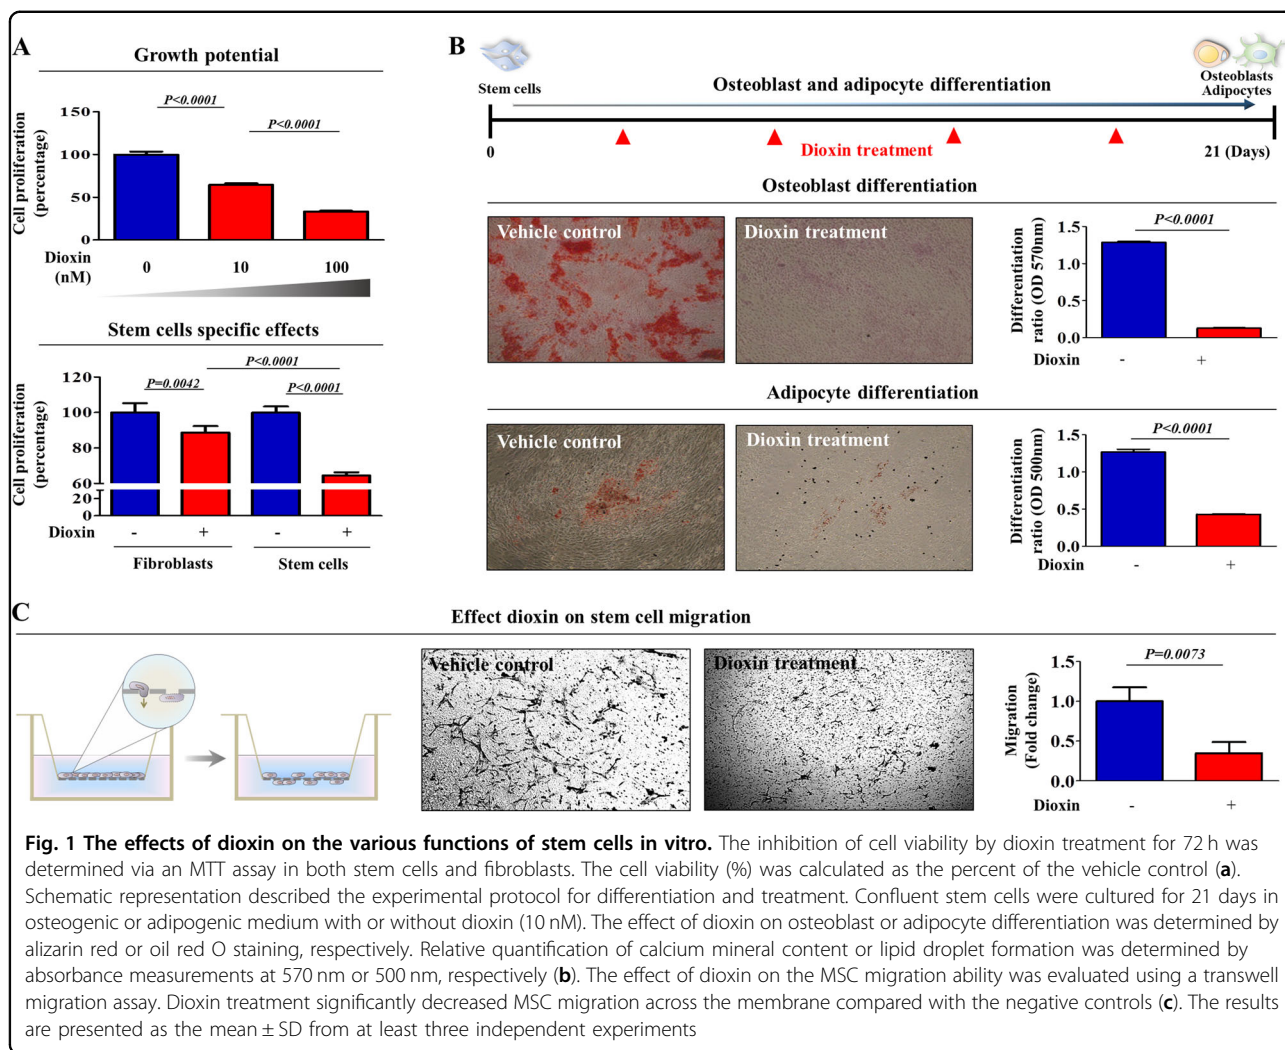 A
Growth potential
P<0.0001
P<0.0001
Cell proliferation
(percentage)
150
100
50
0
Dioxin
(nM)
0
10
100
Stem cells specific effects
P<0.0001
P=0.0042
P<0.0001
Cell proliferation
(percentage)
120
100
80
60
20
0
Dioxin
-
+
-
+
Fibroblasts
Stem cells
B
Stem cells
Osteoblast and adipocyte differentiation
Osteoblasts
Adipocytes
0
Dioxin treatment
21 (Days)
Osteoblast differentiation
Vehicle control
Dioxin treatment
P<0.0001
Differentiation
ratio (OD 570nm)
1.5
1.0
0.5
0.0
Dioxin
-
+
Adipocyte differentiation
Vehicle control
Dioxin treatment
P<0.0001
Differentiation
ratio (OD 500nm)
1.5
1.0
0.5
0.0
Dioxin
-
+
C
Effect dioxin on stem cell migration
Vehicle control
Dioxin treatment
P=0.0073
Migration
(Fold change)
1.5
1.0
0.5
0.0
Dioxin
-
+
Fig. 1 The effects of dioxin on the various functions of stem cells in vitro. The inhibition of cell viability by dioxin treatment for 72 h was
determined via an MTT assay in both stem cells and fibroblasts. The cell viability (%) was calculated as the percent of the vehicle control (a).
Schematic representation described the experimental protocol for differentiation and treatment. Confluent stem cells were cultured for 21 days in
osteogenic or adipogenic medium with or without dioxin (10 nM). The effect of dioxin on osteoblast or adipocyte differentiation was determined by
alizarin red or oil red O staining, respectively. Relative quantification of calcium mineral content or lipid droplet formation was determined by
absorbance measurements at 570 nm or 500 nm, respectively (b). The effect of dioxin on the MSC migration ability was evaluated using a transwell
migration assay. Dioxin treatment significantly decreased MSC migration across the membrane compared with the negative controls (c). The results
are presented as the mean ± SD from at least three independent experiments